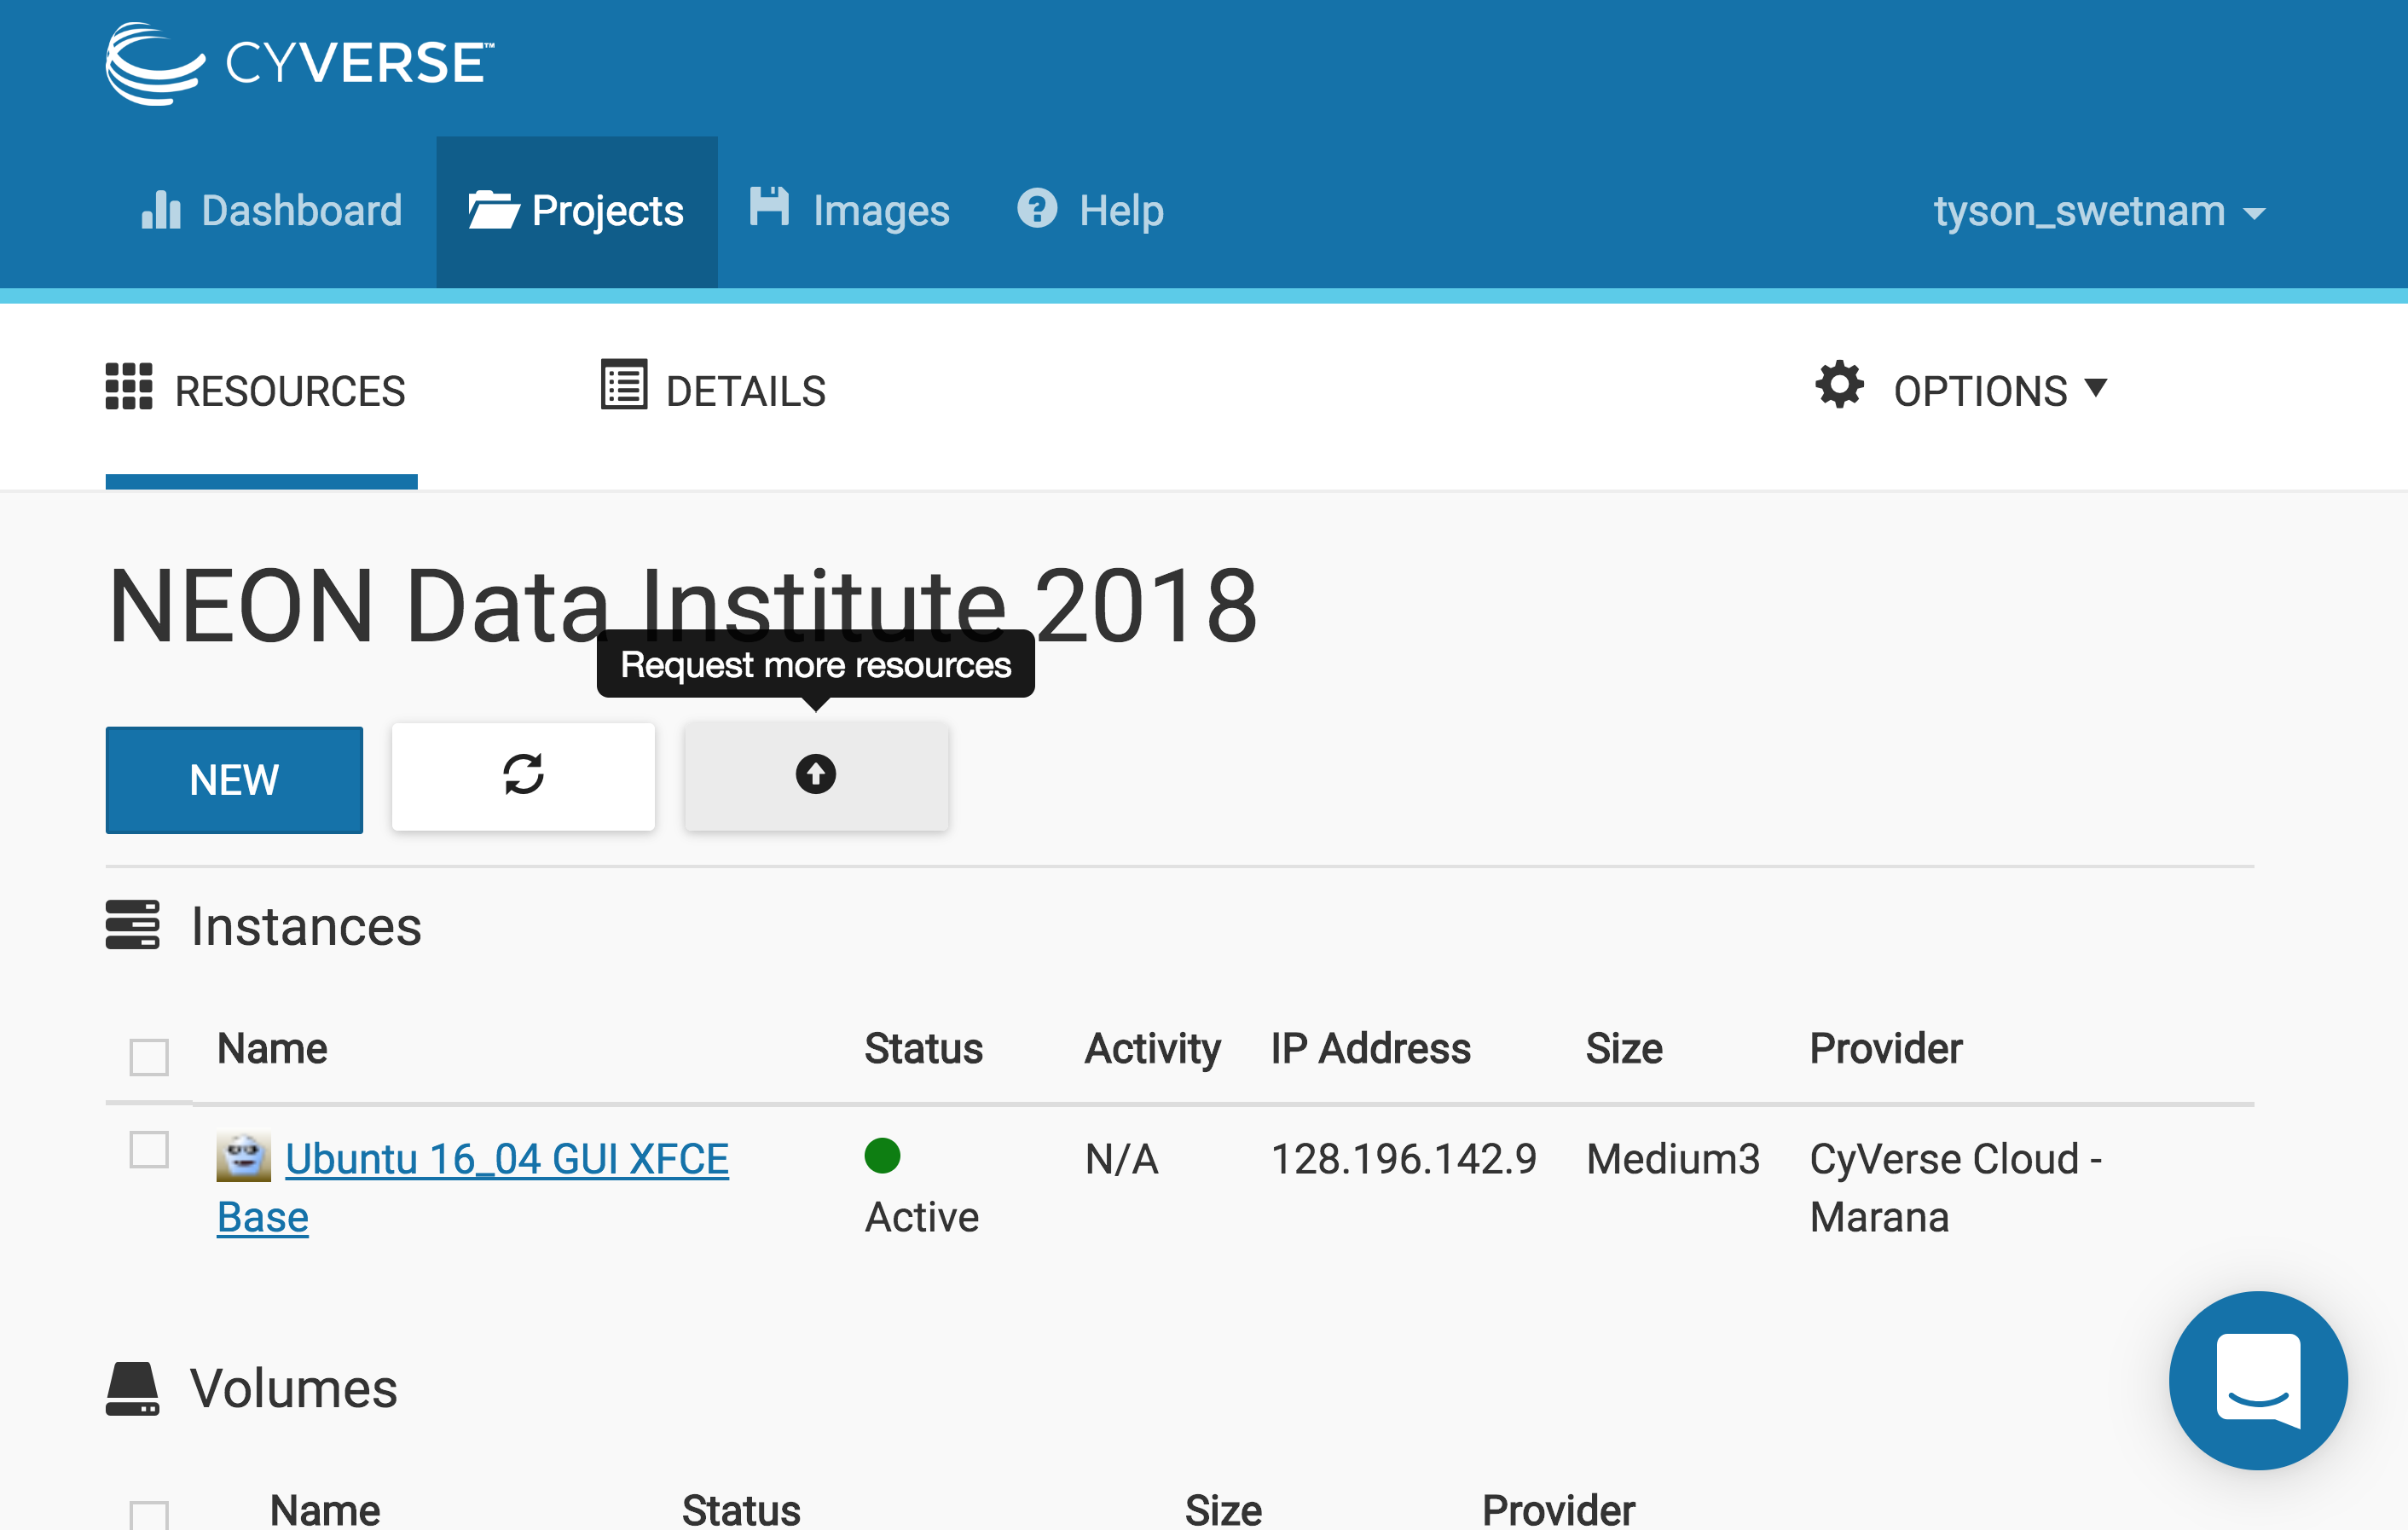 CYVERSE™
Dashboard Projects Images Help tyson_swetnam
RESOURCES DETAILS OPTIONS
NEON Data Institute 2018
Request more resources
NEW
Instances
Name Status Activity IP Address Size Provider
Ubuntu 16_04 GUI XFCE N/A 128.196.142.9 Medium3 CyVerse Cloud -
Base Active Marana
Volumes
Name Status Size Provider